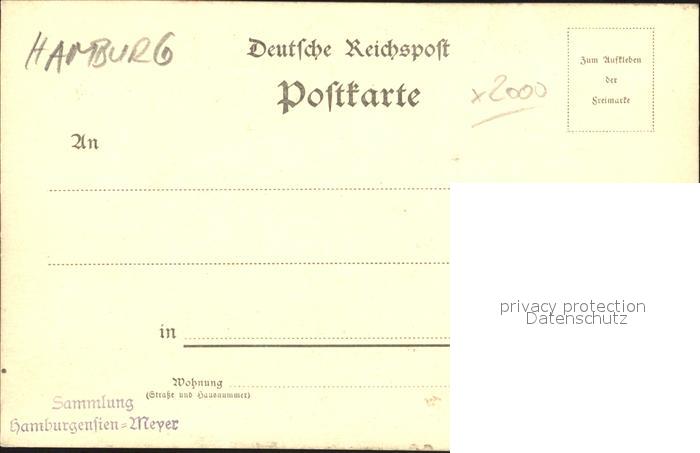 HAMBURG
Deutſche Reichspoſt
Poſtkarte
x2000
Zum Aufkleben
der
Freimarke
An
privacy protection
Datenschutz
in
Wohnung
(Straße und Hausnummer)
Sammlung
Hamburgenſien=Meyer